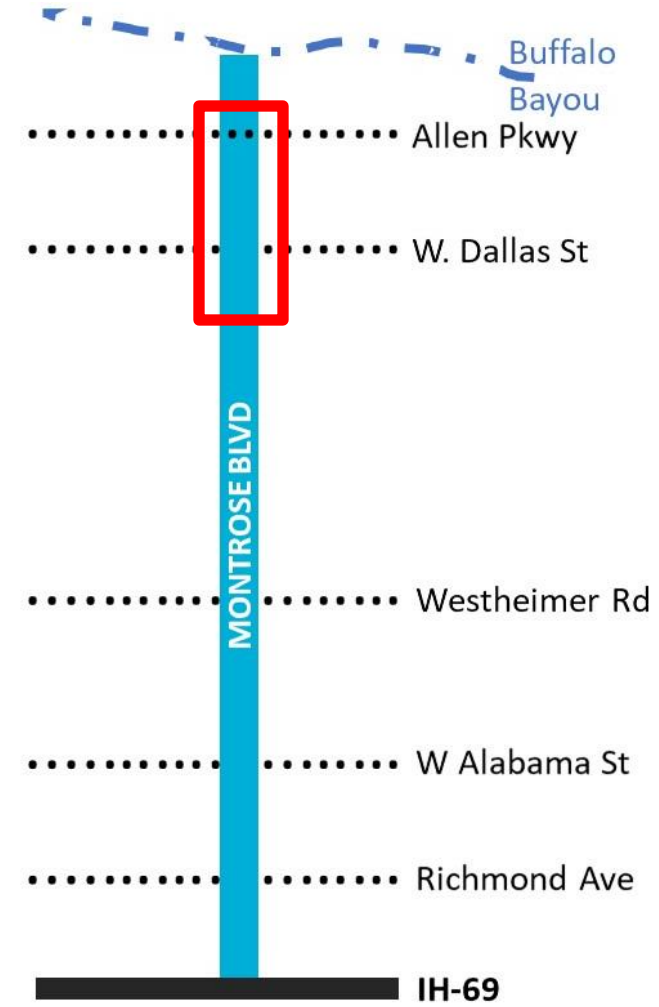 Buffalo
Bayou
Allen Pkwy
W. Dallas St
MONTROSE BLVD
Westheimer Rd
W Alabama St
Richmond Ave
IH-69